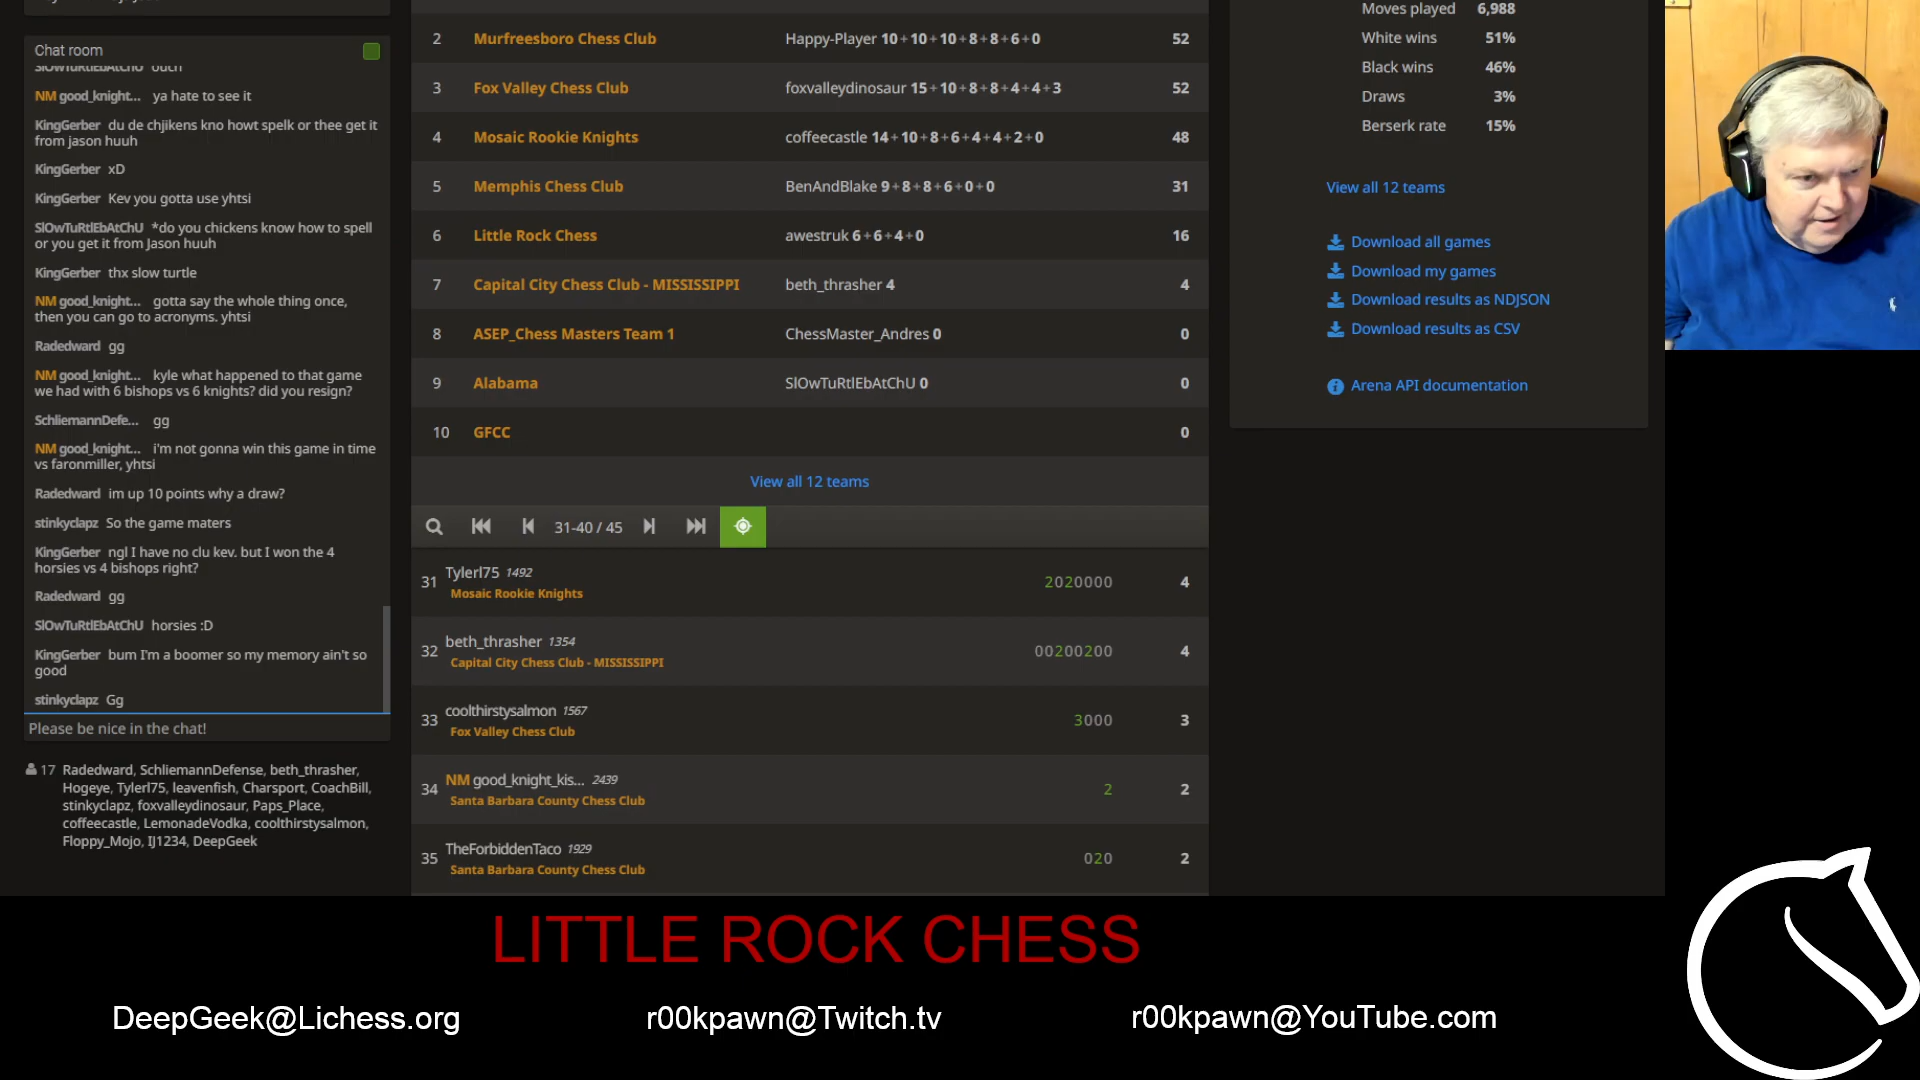 Chat room
SlOwTuRtlEbAtChU ouch
NM good_knight... ya hate to see it
KingGerber du de chjikens kno howt spelk or thee get it
from jason huuh
KingGerber xD
KingGerber Kev you gotta use yhtsi
SlOwTuRtlEbAtChU *do you chickens know how to spell
or you get it from Jason huuh
KingGerber thx slow turtle
NM good_knight... gotta say the whole thing once,
then you can go to acronyms. yhtsi
Radedward gg
NM good_knight... kyle what happened to that game
we had with 6 bishops vs 6 knights? did you resign?
SchliemannDefe... gg
NM good_knight... i'm not gonna win this game in time
vs faronmiller, yhtsi
Radedward im up 10 points why a draw?
stinkyclapz So the game maters
KingGerber ngl I have no clu kev. but I won the 4
horsies vs 4 bishops right?
Radedward gg
SlOwTuRtlEbAtChU horsies :D
KingGerber bum I'm a boomer so my memory ain't so
good
stinkyclapz Gg
Please be nice in the chat!
17 Radedward, SchliemannDefense, beth_thrasher,
Hogeye, Tylerl75, leavenfish, Charsport, CoachBill,
stinkyclapz, foxvalleydinosaur, Paps_Place,
coffeecastle, LemonadeVodka, coolthirstysalmon,
Floppy_Mojo, IJ1234, DeepGeek
2 Murfreesboro Chess Club Happy-Player 10+10+10+8+8+6+0 52
3 Fox Valley Chess Club foxvalleydinosaur 15+10+8+8+4+4+3 52
4 Mosaic Rookie Knights coffeecastle 14+10+8+6+4+4+2+0 48
5 Memphis Chess Club BenAndBlake 9+8+8+6+0+0 31
6 Little Rock Chess awestruk 6+6+4+0 16
7 Capital City Chess Club - MISSISSIPPI beth_thrasher 4 4
8 ASEP_Chess Masters Team 1 ChessMaster_Andres 0 0
9 Alabama SlOwTuRtlEbAtChU 0 0
10 GFCC 0
View all 12 teams
31-40 / 45
31 Tylerl75 1492 2020000 4
Mosaic Rookie Knights
32 beth_thrasher 1354 00200200 4
Capital City Chess Club - MISSISSIPPI
33 coolthirstysalmon 1567 3000 3
Fox Valley Chess Club
34 NM good_knight_kis... 2439 2 2
Santa Barbara County Chess Club
35 TheForbiddenTaco 1929 020 2
Santa Barbara County Chess Club
Moves played 6,988
White wins 51%
Black wins 46%
Draws 3%
Berserk rate 15%
View all 12 teams
Download all games
Download my games
Download results as NDJSON
Download results as CSV
Arena API documentation
LITTLE ROCK CHESS
DeepGeek@Lichess.org r00kpawn@Twitch.tv r00kpawn@YouTube.com